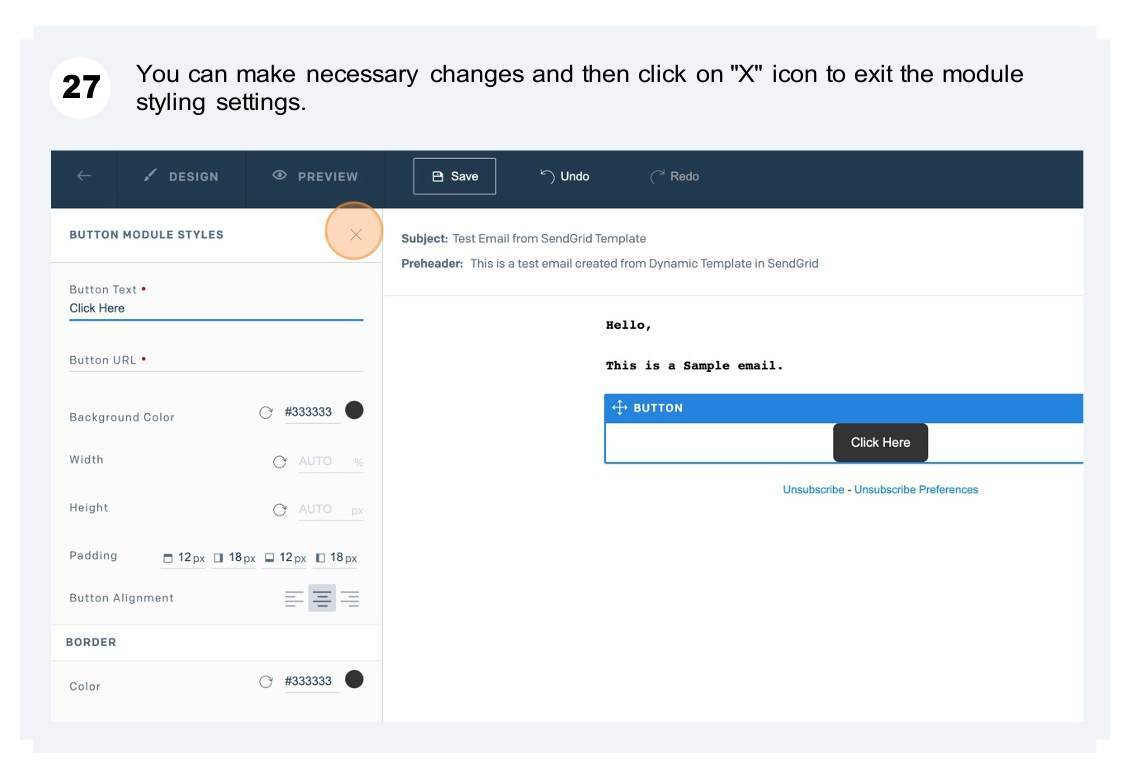 27
You can make necessary changes and then click on "X" icon to exit the module
styling settings.
DESIGN
PREVIEW
Save
Undo
Redo
BUTTON MODULE STYLES
Subject: Test Email from SendGrid Template
Preheader: This is a test email created from Dynamic Template in SendGrid
Button Text •
Click Here
Button URL •
Background Color #333333
Width AUTO %
Height AUTO px
Padding 12 px 18 px 12 px 18 px
Button Alignment
BORDER
Color #333333
Hello,
This is a Sample email.
BUTTON
Click Here
Unsubscribe - Unsubscribe Preferences